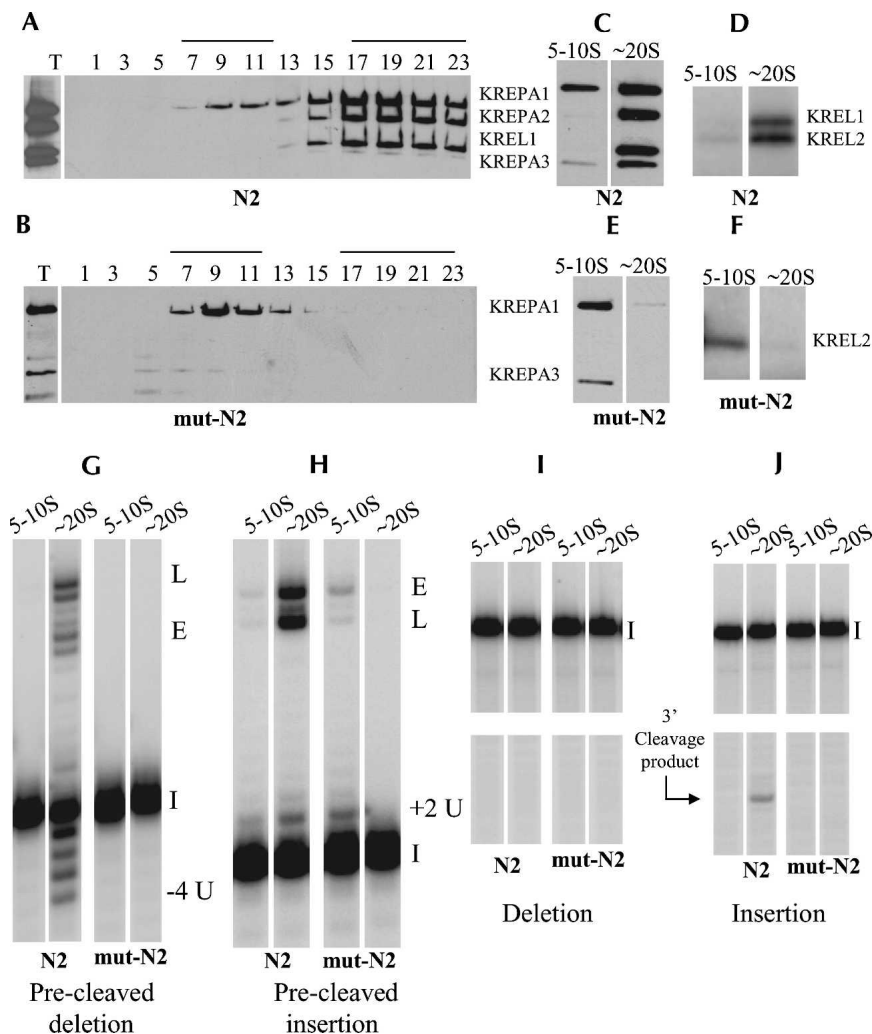 A
T 1 3 5 7 9 11 13 15 17 19 21 23
KREPA1
KREPA2
KREL1
KREPA3
N2
C
5-10S ~20S
N2
D
5-10S ~20S
KREL1
KREL2
N2
B
T 1 3 5 7 9 11 13 15 17 19 21 23
KREPA1
KREPA3
mut-N2
E
5-10S ~20S
mut-N2
F
5-10S ~20S
KREL2
mut-N2
G
5-10S ~20S 5-10S ~20S
L
E
I
-4 U
N2 mut-N2
Pre-cleaved
deletion
H
5-10S ~20S 5-10S ~20S
E
L
+2 U
I
N2 mut-N2
Pre-cleaved
insertion
I
5-10S ~20S 5-10S ~20S
I
N2 mut-N2
Deletion
J
5-10S ~20S 5-10S ~20S
I
3’
Cleavage
product
N2 mut-N2
Insertion